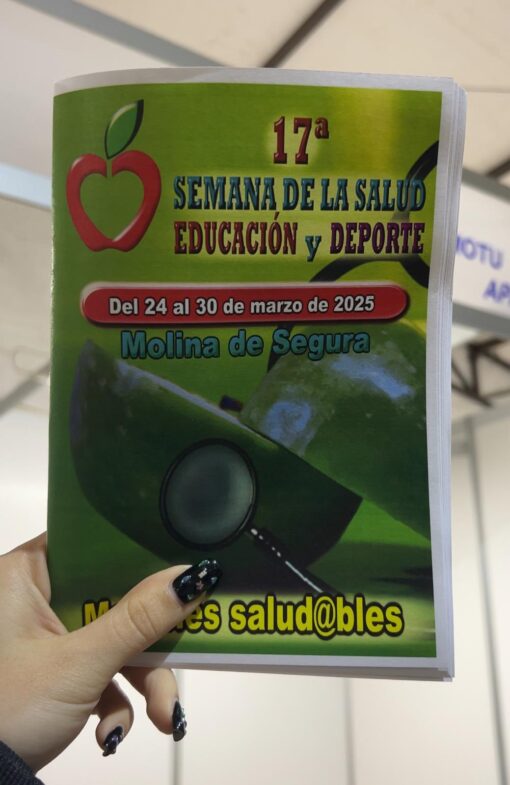 17ª
SEMANA DE LA SALUD
EDUCACIÓN y DEPORTE
Del 24 al 30 de marzo de 2025
Molina de Segura
salud@bles